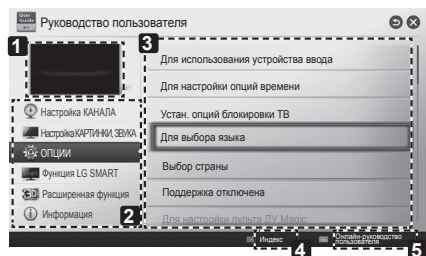 User Guide
Руководство пользователя
1
3
Для использования устройства ввода
Для настройки опций времени
Устан. опций блокировки ТВ
Для выбора языка
Выбор страны
Поддержка отключена
Для настройки пульта ДУ Magic
Настройка КАНАЛА
Настройка КАРТИНКИ, ЗВУКА
ОПЦИИ
Функция LG SMART
3D Расширенная функция
Информация
2
Индекс
4
Онлайн-руководство
пользователя
5